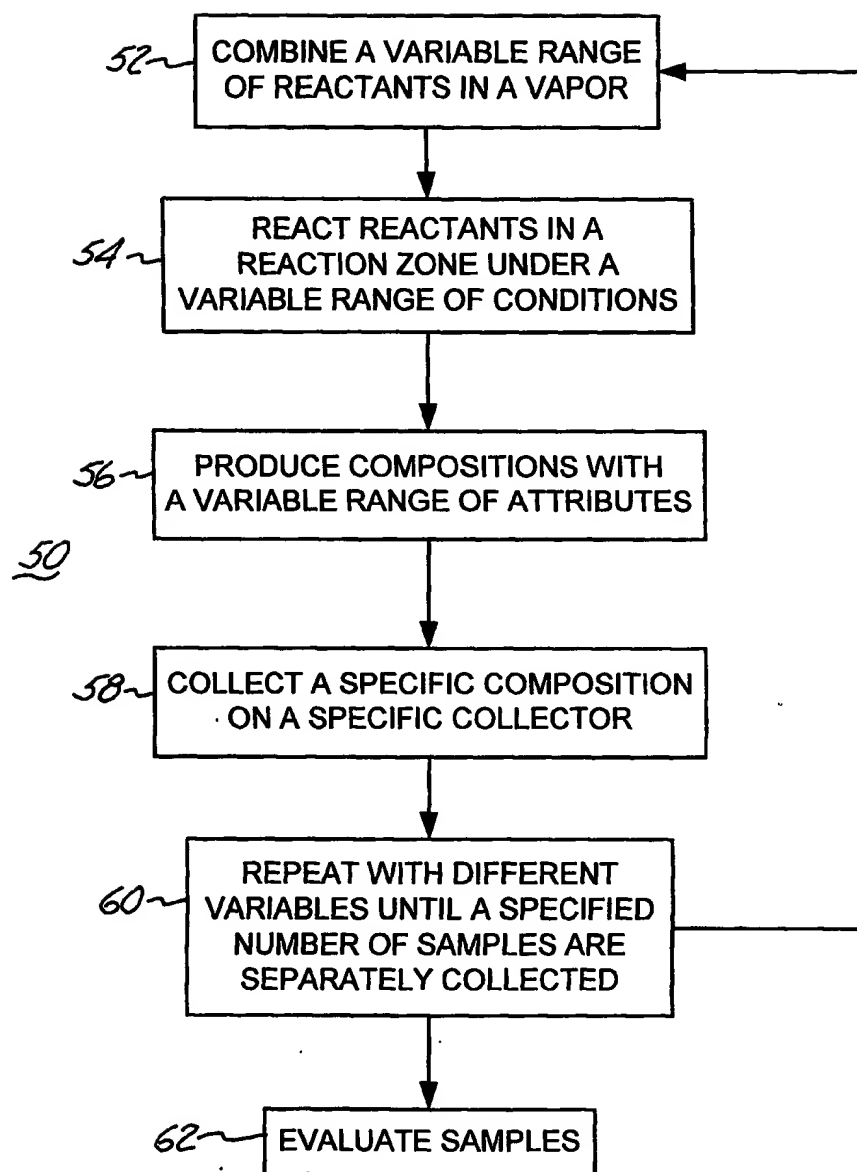 52 COMBINE A VARIABLE RANGE
OF REACTANTS IN A VAPOR
REACT REACTANTS IN A
54 REACTION ZONE UNDER A
VARIABLE RANGE OF CONDITIONS
56 PRODUCE COMPOSITIONS WITH
A VARIABLE RANGE OF ATTRIBUTES
50
58 COLLECT A SPECIFIC COMPOSITION
ON A SPECIFIC COLLECTOR
REPEAT WITH DIFFERENT
60 VARIABLES UNTIL A SPECIFIED
NUMBER OF SAMPLES ARE
SEPARATELY COLLECTED
62 EVALUATE SAMPLES